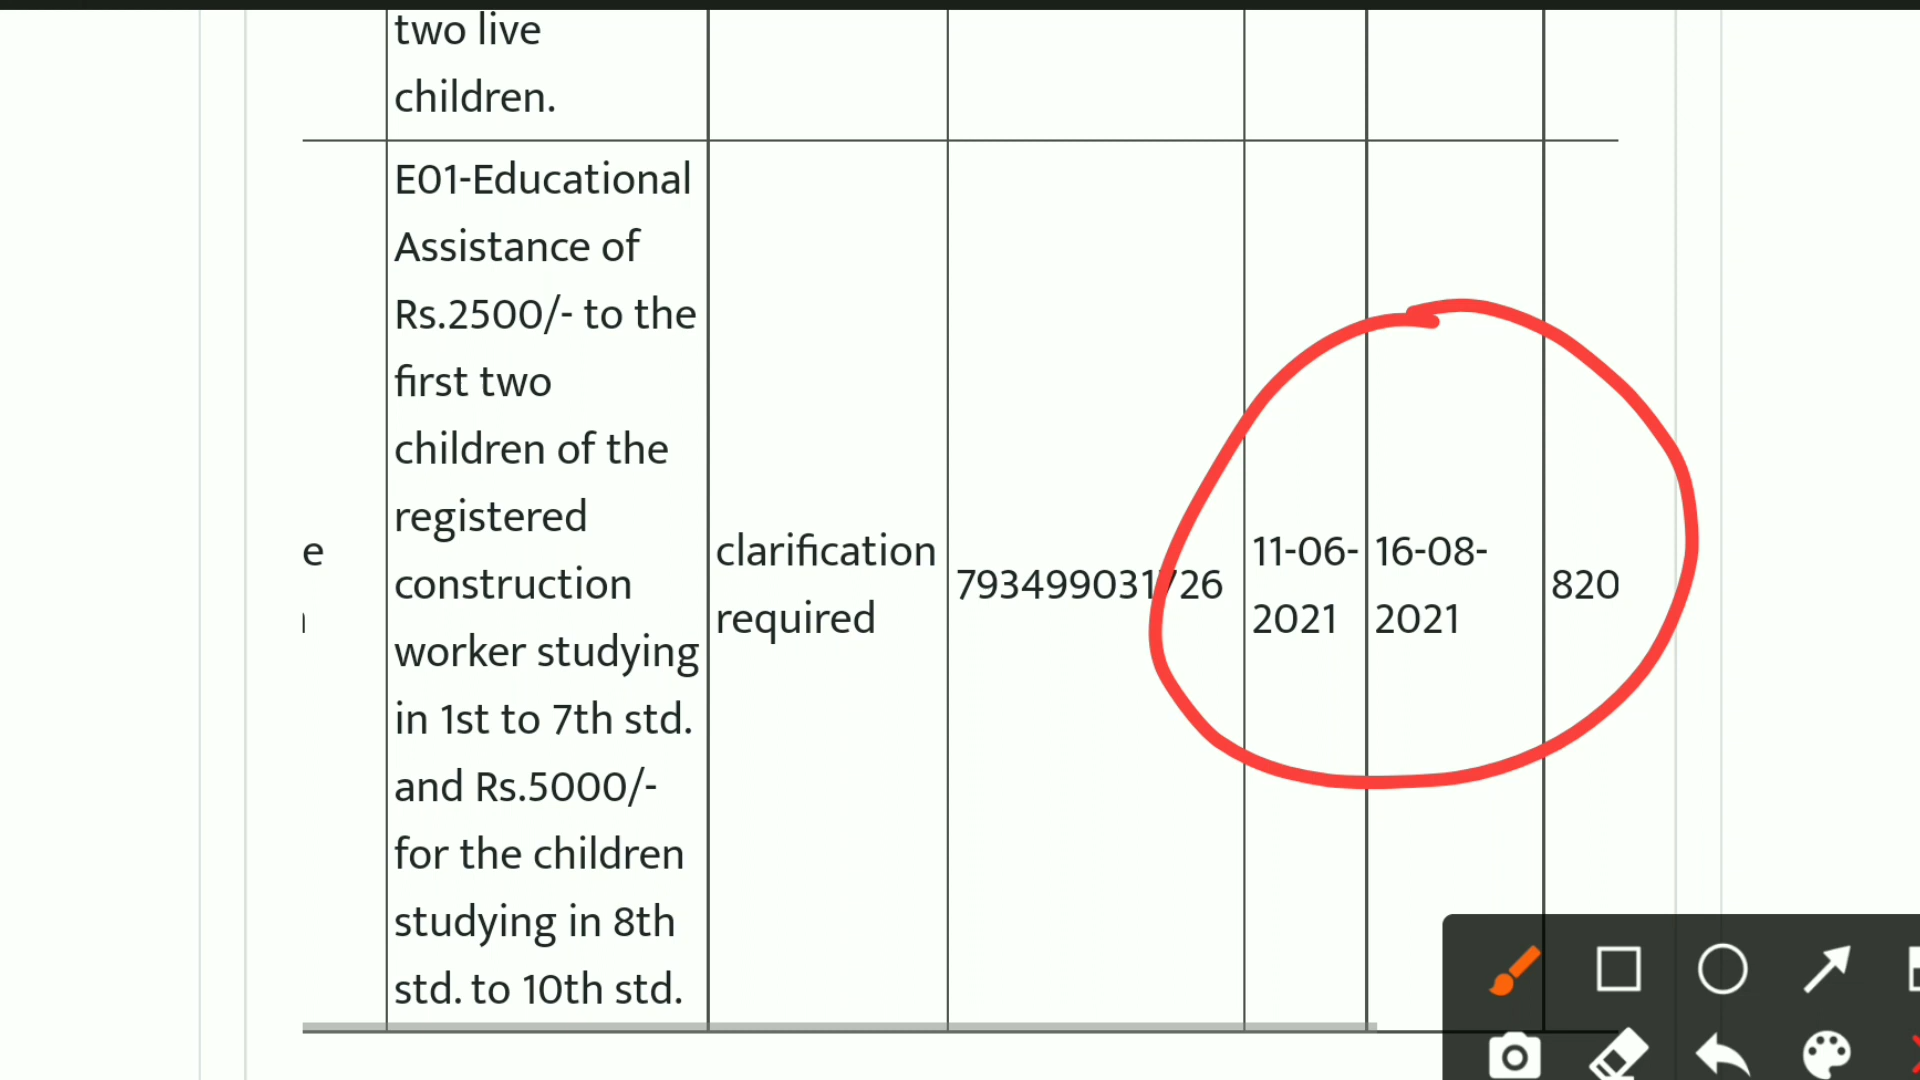 two live
children.
E01-Educational
Assistance of
Rs.2500/- to the
first two
children of the
registered
construction
worker studying
in 1st to 7th std.
and Rs.5000/-
for the children
studying in 8th
std. to 10th std.
e
clarification
required
793499031726
11-06-
2021
16-08-
2021
820